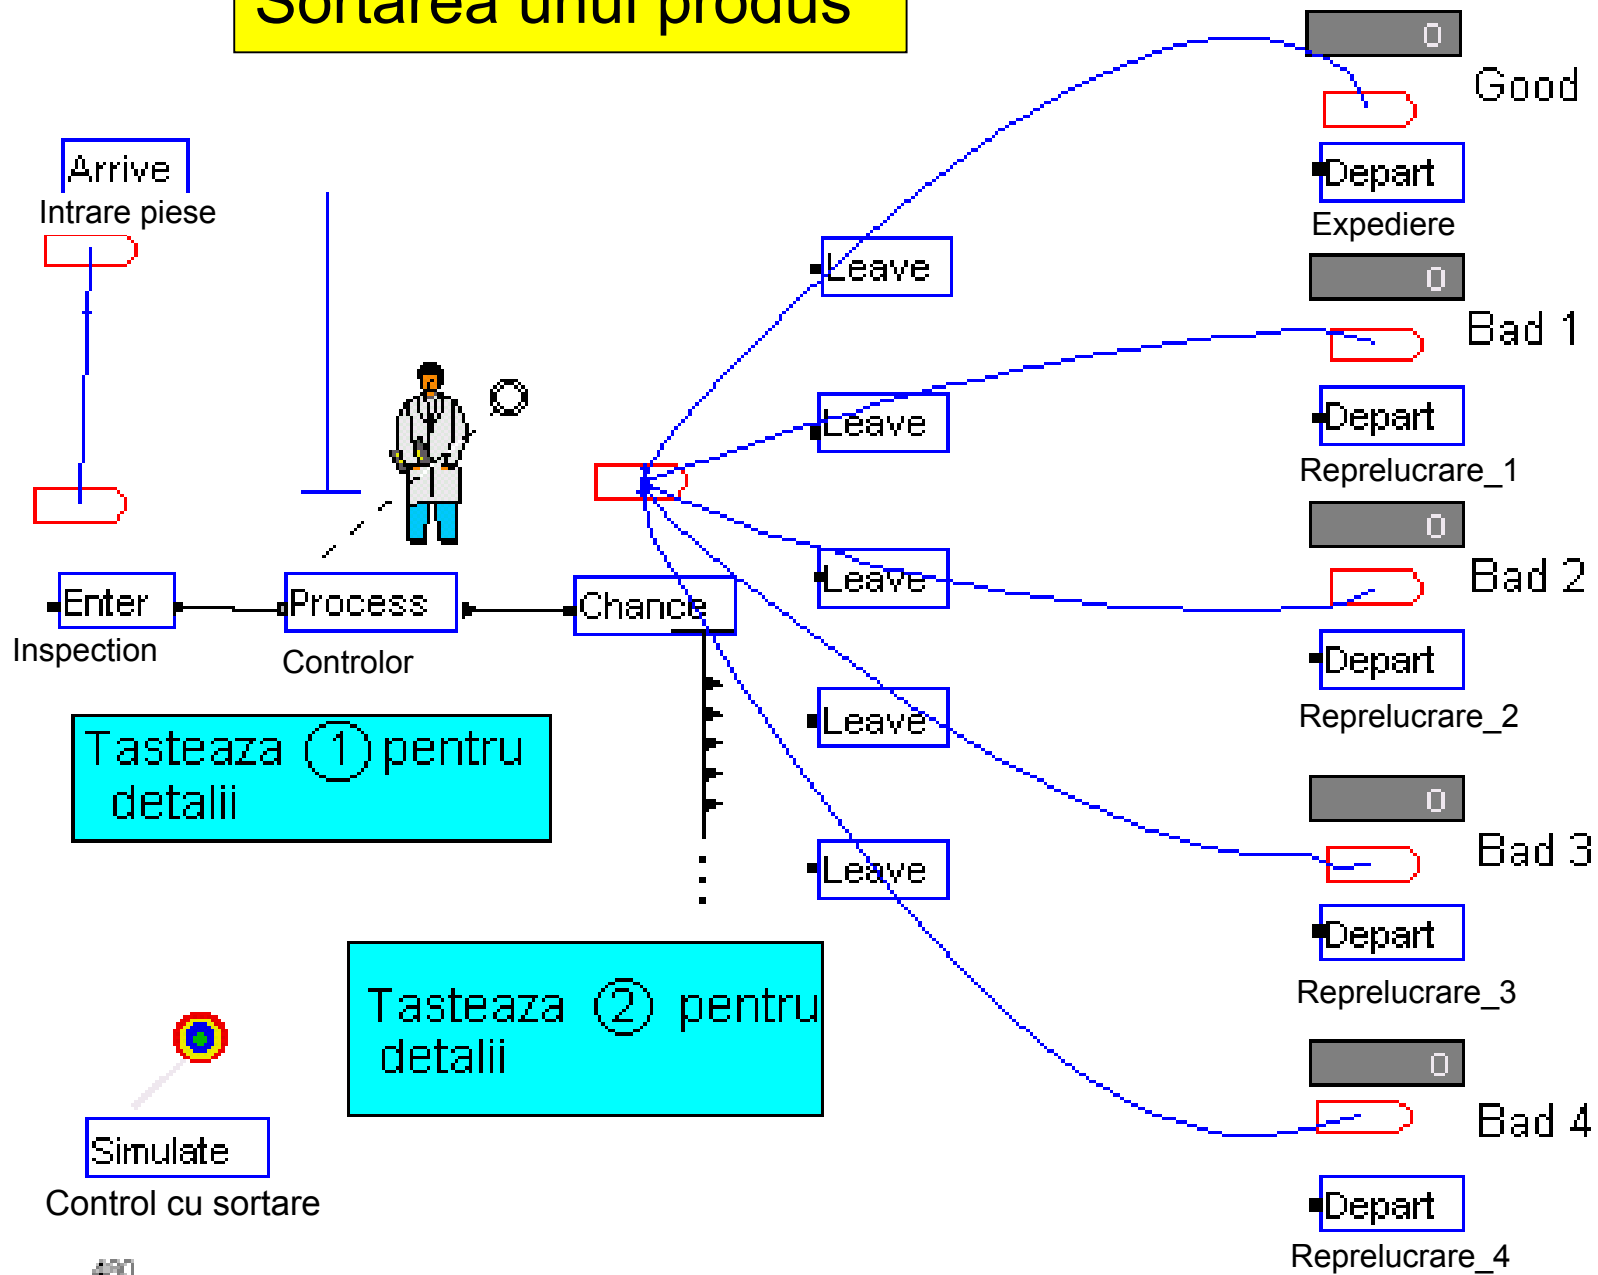 Sortarea unui produs
0
Good
Arrive
Intrare piese
Depart
Expediere
Leave
0
Bad 1
Leave
Depart
Reprelucrare_1
0
Bad 2
Leave
Enter
Process
Chance
Inspection
Controlor
Depart
Reprelucrare_2
Leave
Tasteaza 1 pentru
detalii
0
Bad 3
Leave
Depart
Reprelucrare_3
Tasteaza 2 pentru
detalii
0
Bad 4
Simulate
Control cu sortare
Depart
Reprelucrare_4